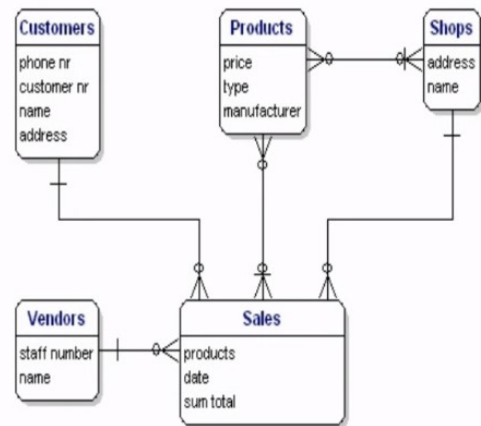 Customers
phone nr
customer nr
name
address
Products
price
type
manufacturer
Shops
address
name
Vendors
staff number
name
Sales
products
date
sum total